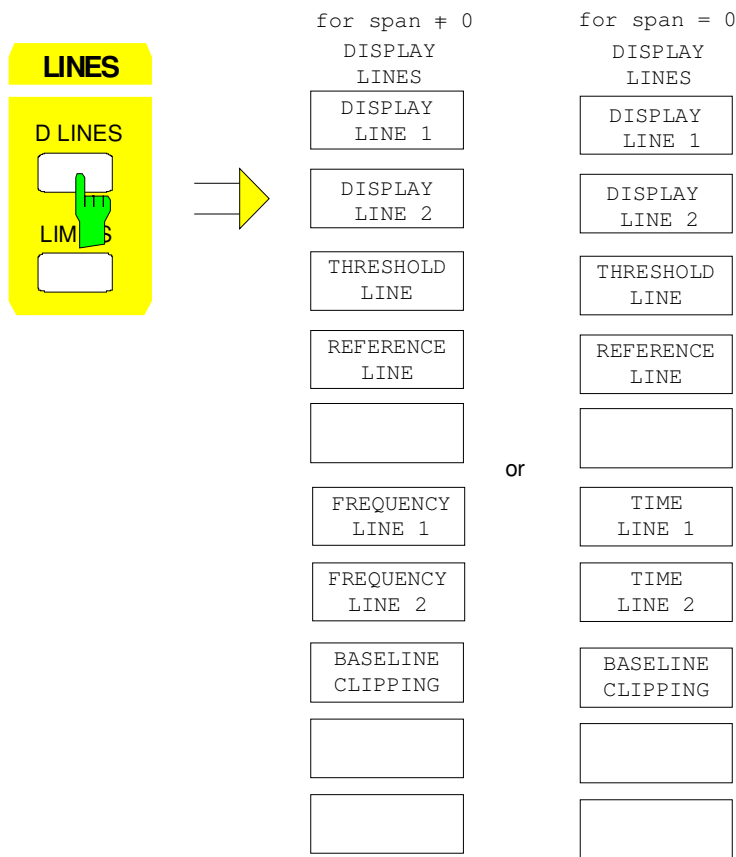 LINES
D LINES
LIMITS
for span ≠ 0
DISPLAY
LINES
DISPLAY
LINE 1
DISPLAY
LINE 2
THRESHOLD
LINE
REFERENCE
LINE
FREQUENCY
LINE 1
FREQUENCY
LINE 2
BASELINE
CLIPPING
or
for span = 0
DISPLAY
LINES
DISPLAY
LINE 1
DISPLAY
LINE 2
THRESHOLD
LINE
REFERENCE
LINE
TIME
LINE 1
TIME
LINE 2
BASELINE
CLIPPING